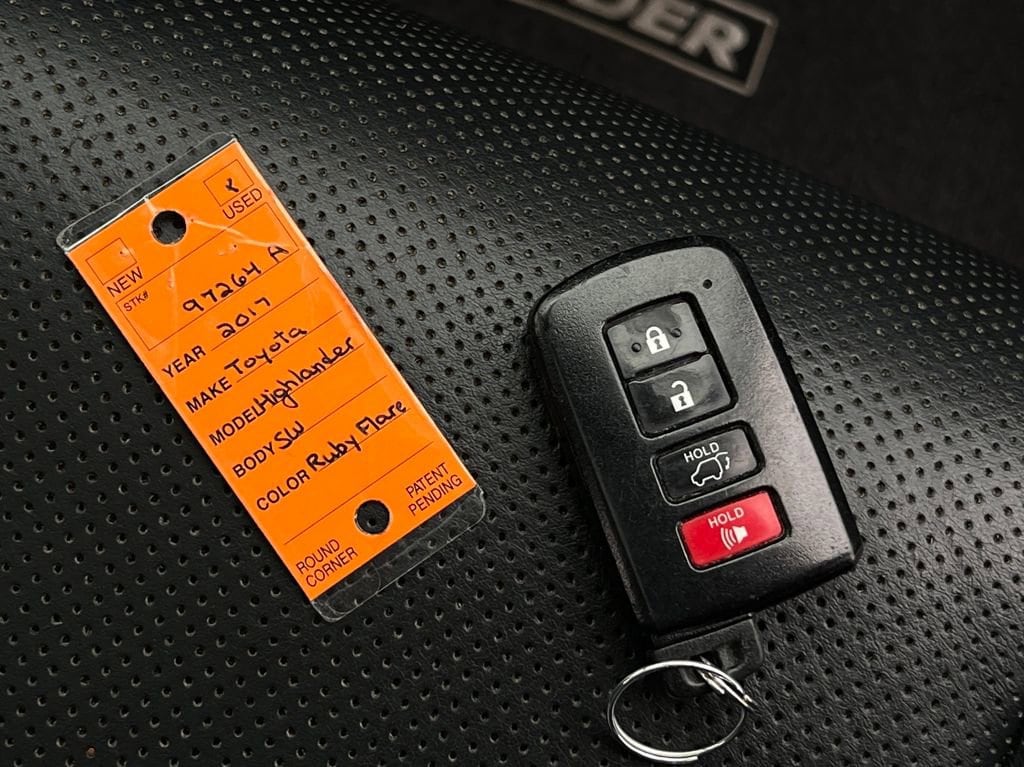 DER
USED
NEW
STK# 97264 A
YEAR 2017
MAKE Toyota
MODEL Highlander
BODY SW
COLOR Ruby Flare
PATENT
PENDING
ROUND
CORNER
HOLD
HOLD